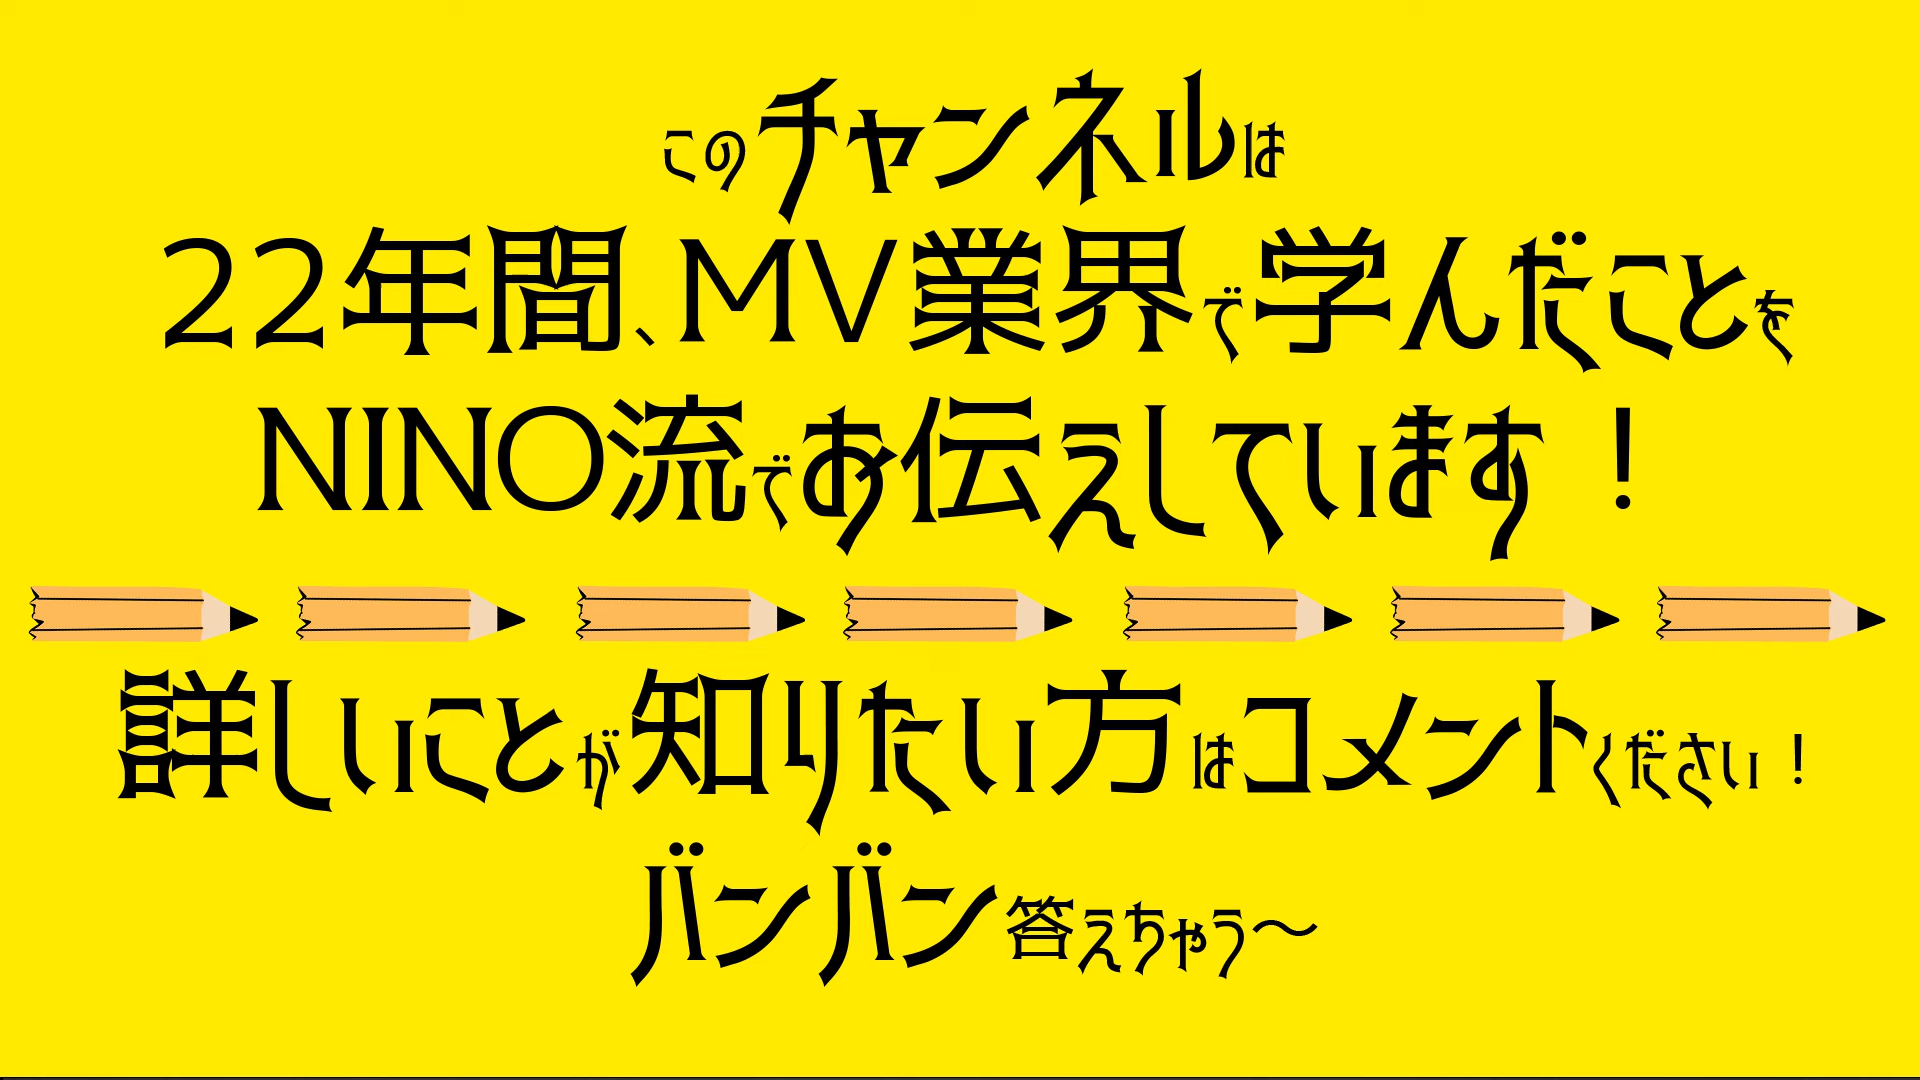 このチャンネルは
22年間、MV業界で学んだことを
NINO流でお伝えしています！
詳しいことが知りたい方はコメントください！
バンバン答えちゃう～